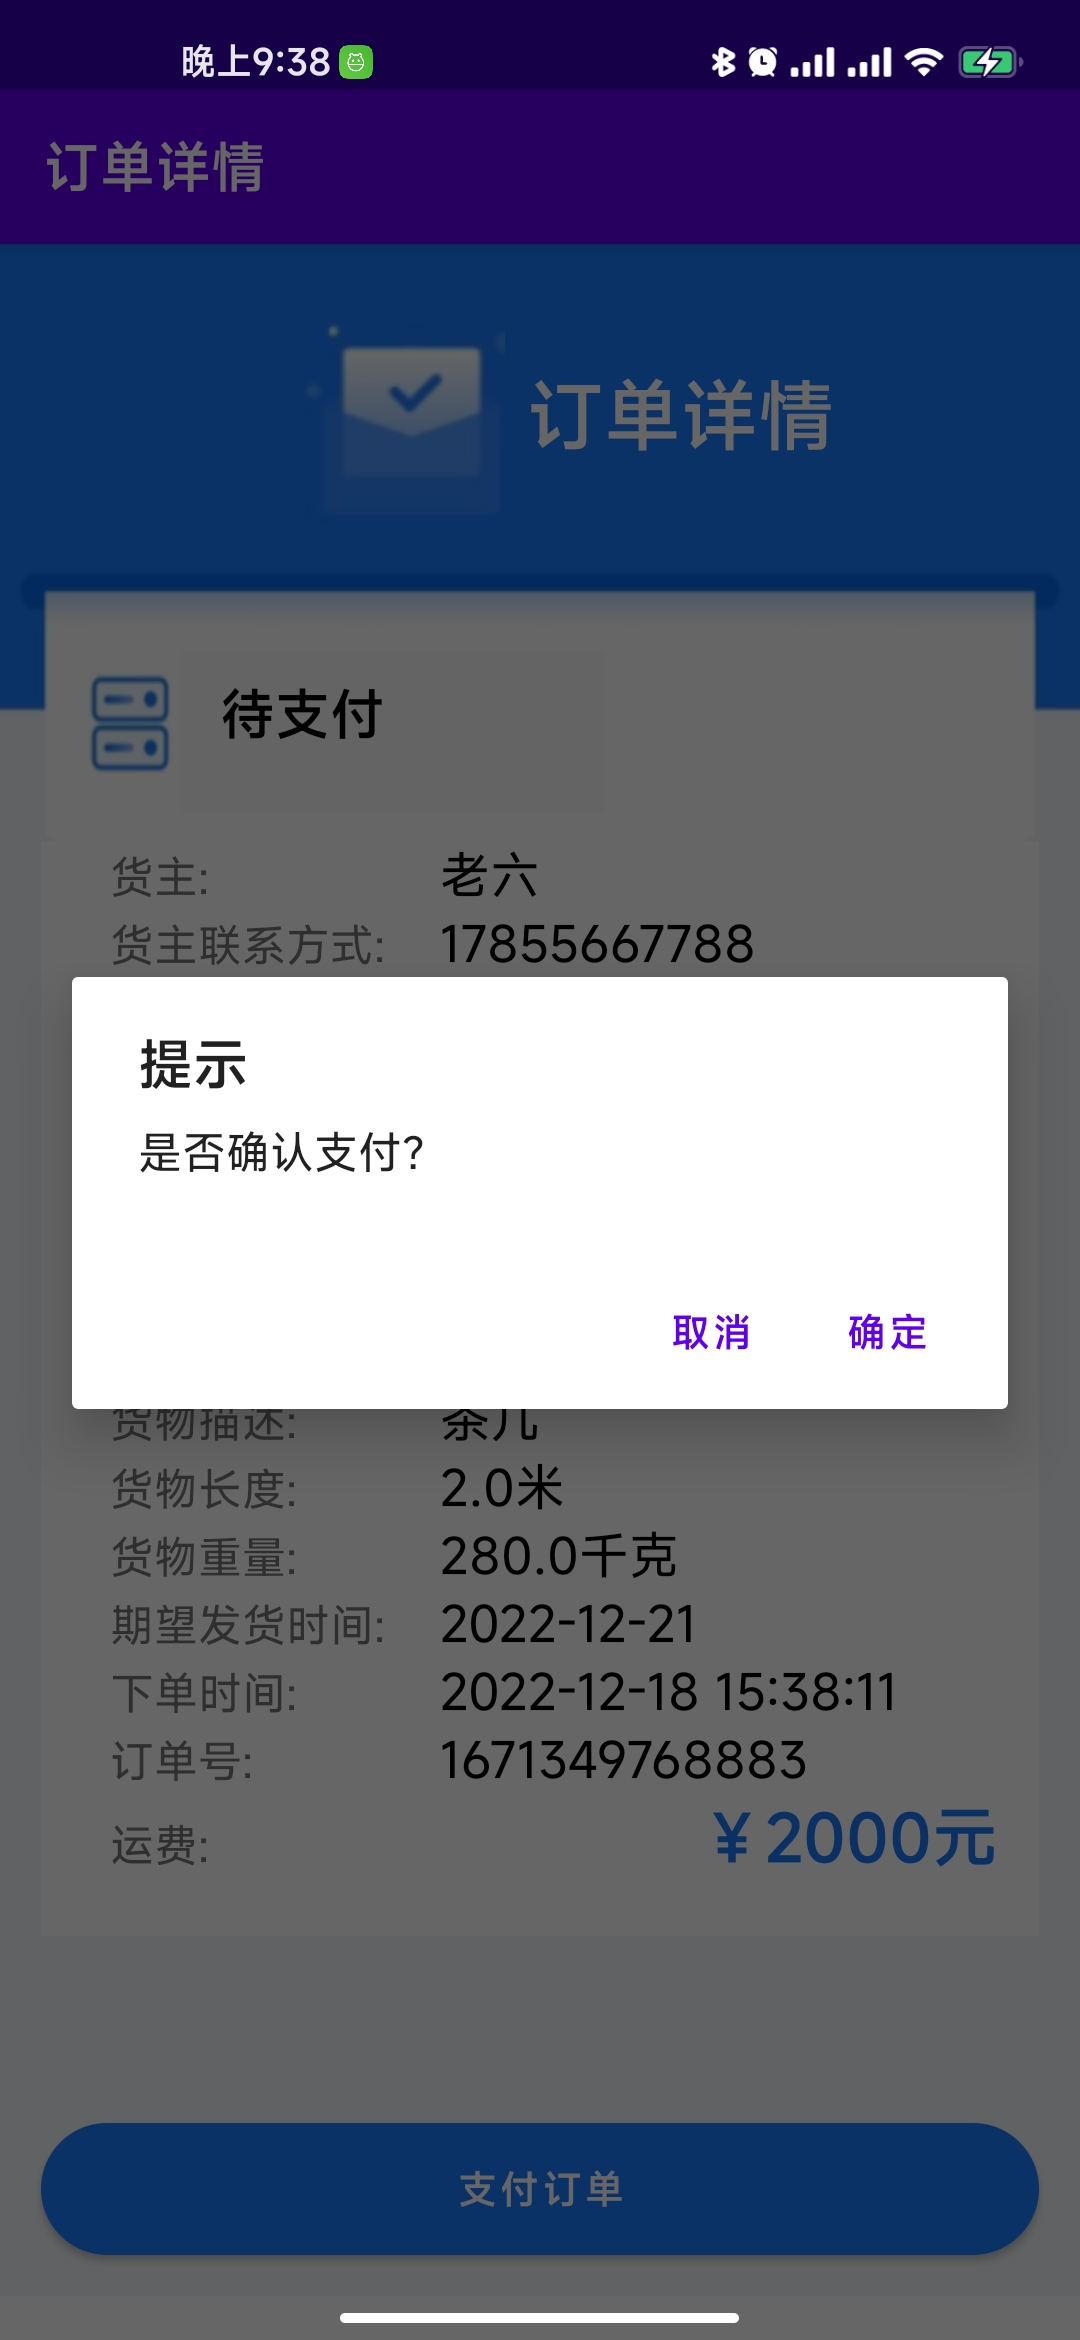 晚上9:38
订单详情
订单详情
待支付
货主: 老六
货主联系方式: 17855667788
提示
是否确认支付?
取消 确定
货物描述: 茶几
货物长度: 2.0米
货物重量: 280.0千克
期望发货时间: 2022-12-21
下单时间: 2022-12-18 15:38:11
订单号: 1671349768883
运费: ¥2000元
支付订单